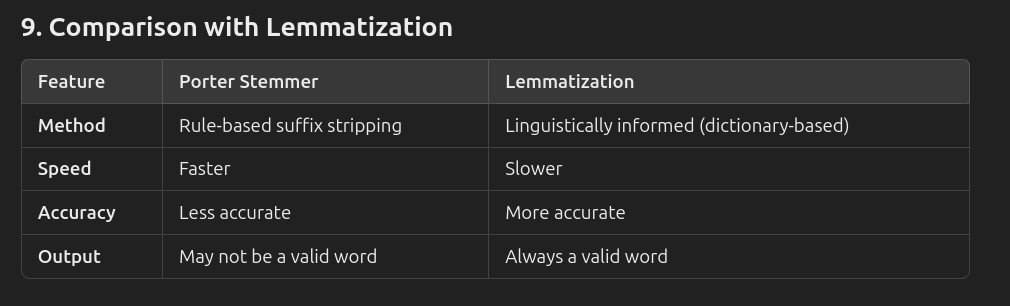 9. Comparison with Lemmatization
Feature Porter Stemmer Lemmatization
Method Rule-based suffix stripping Linguistically informed (dictionary-based)
Speed Faster Slower
Accuracy Less accurate More accurate
Output May not be a valid word Always a valid word